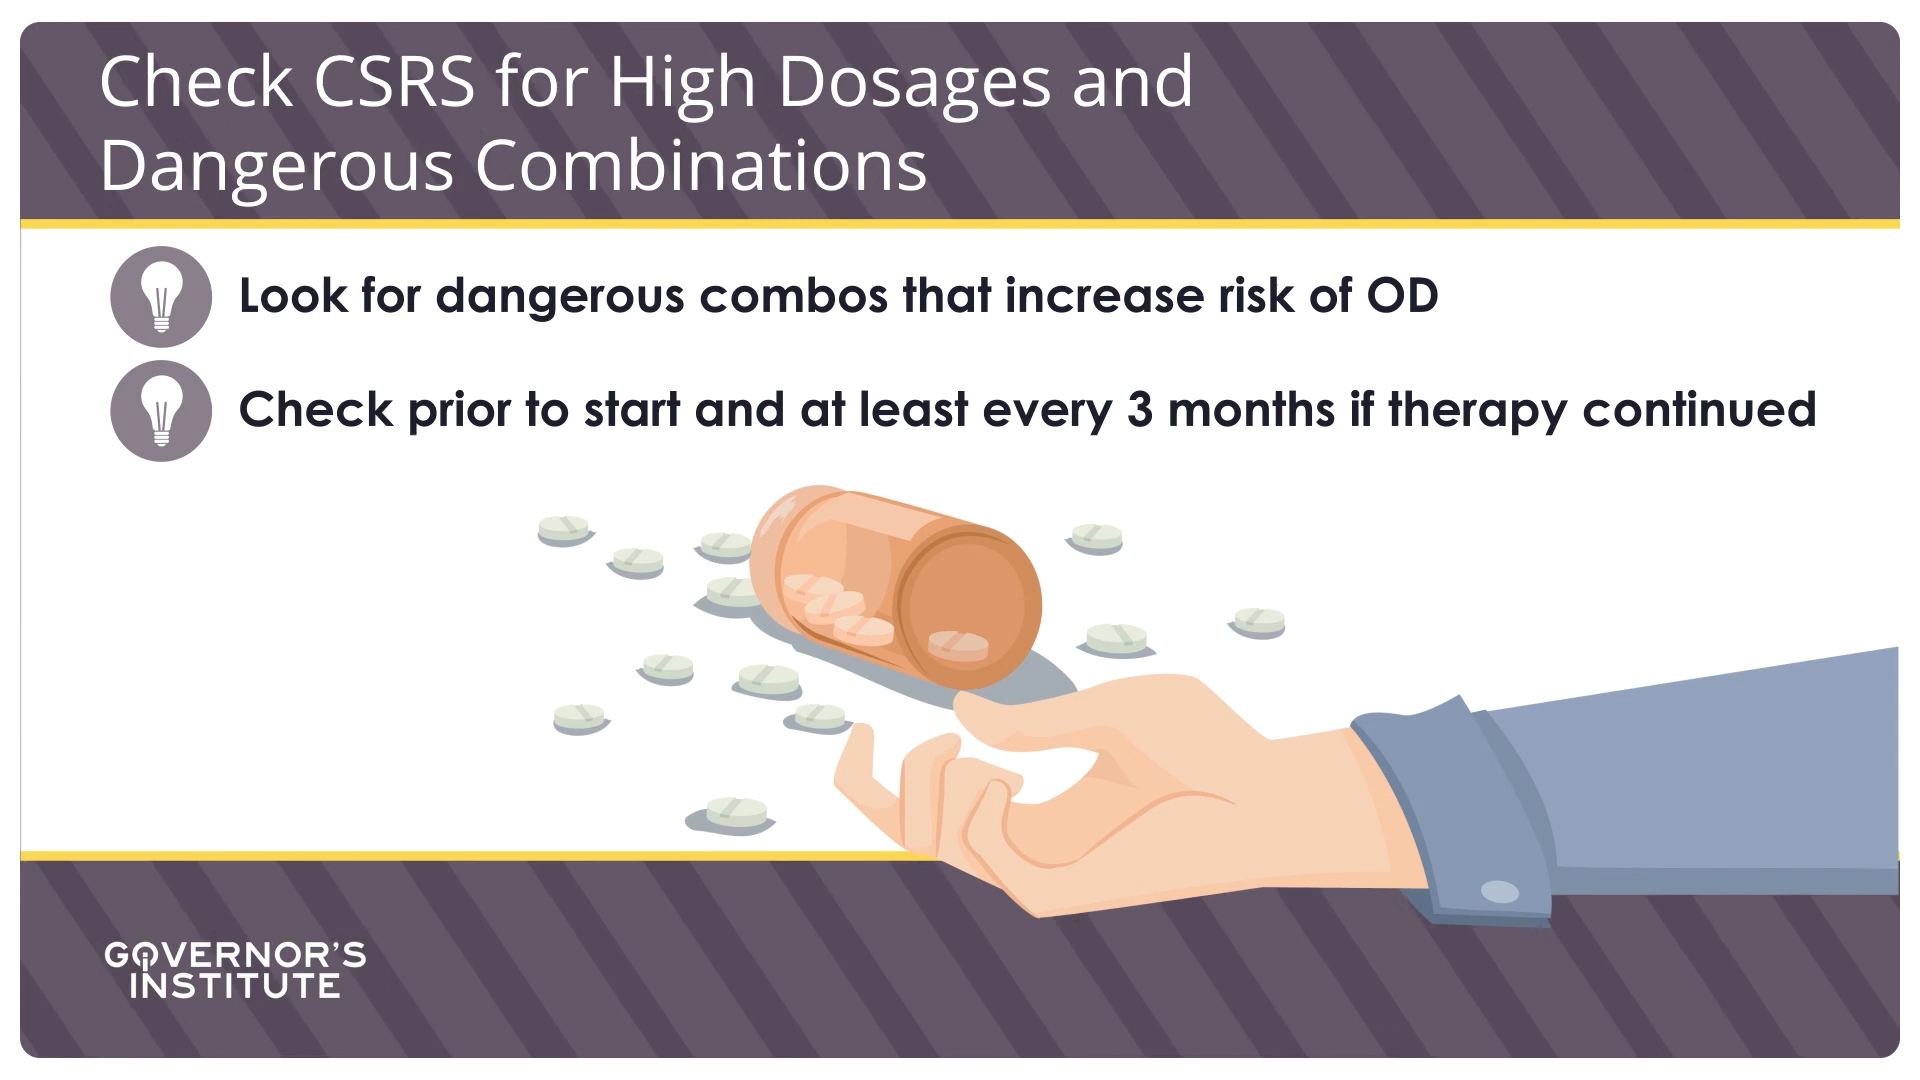 Check CSRS for High Dosages and
Dangerous Combinations
Look for dangerous combos that increase risk of OD
Check prior to start and at least every 3 months if therapy continued
GOVERNOR'S
INSTITUTE